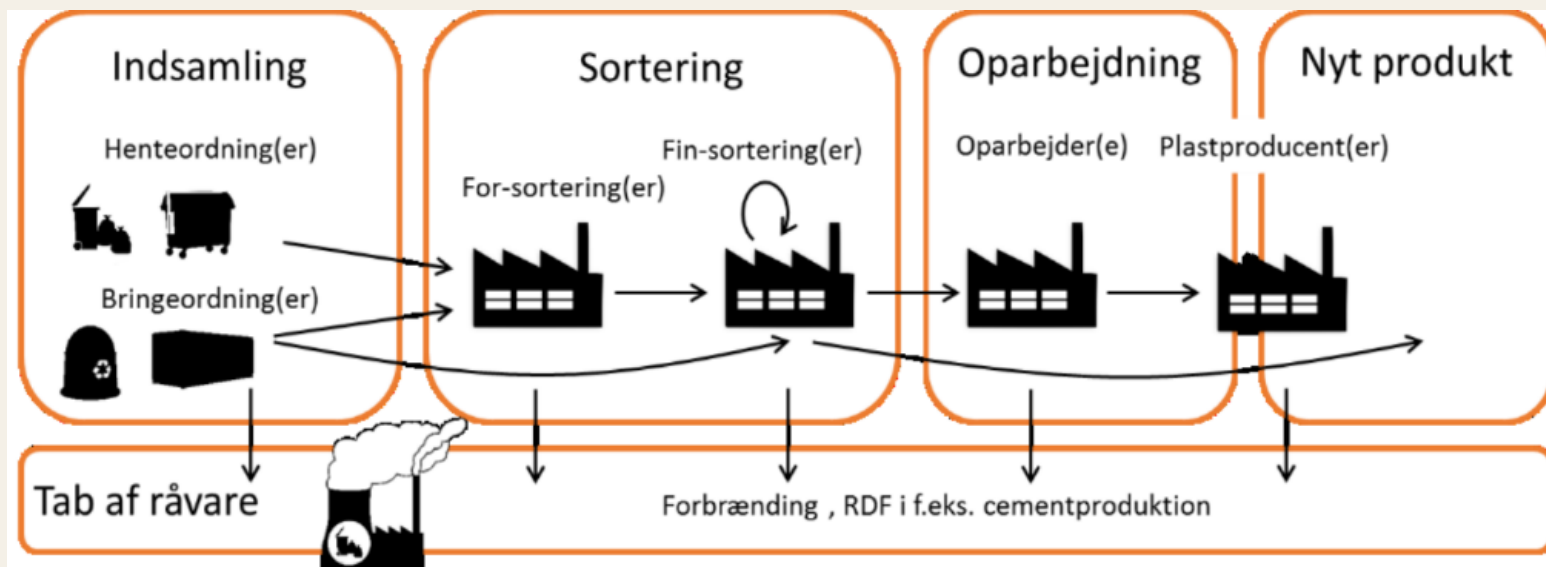 Indsamling
Sortering
Oparbejdning
Nyt produkt
Henteordning(er)
Fin-sortering(er)
Oparbejder(e)
Plastproducent(er)
For-sortering(er)
Bringeordning(er)
Tab af råvare
Forbrænding , RDF i f.eks. cementproduktion